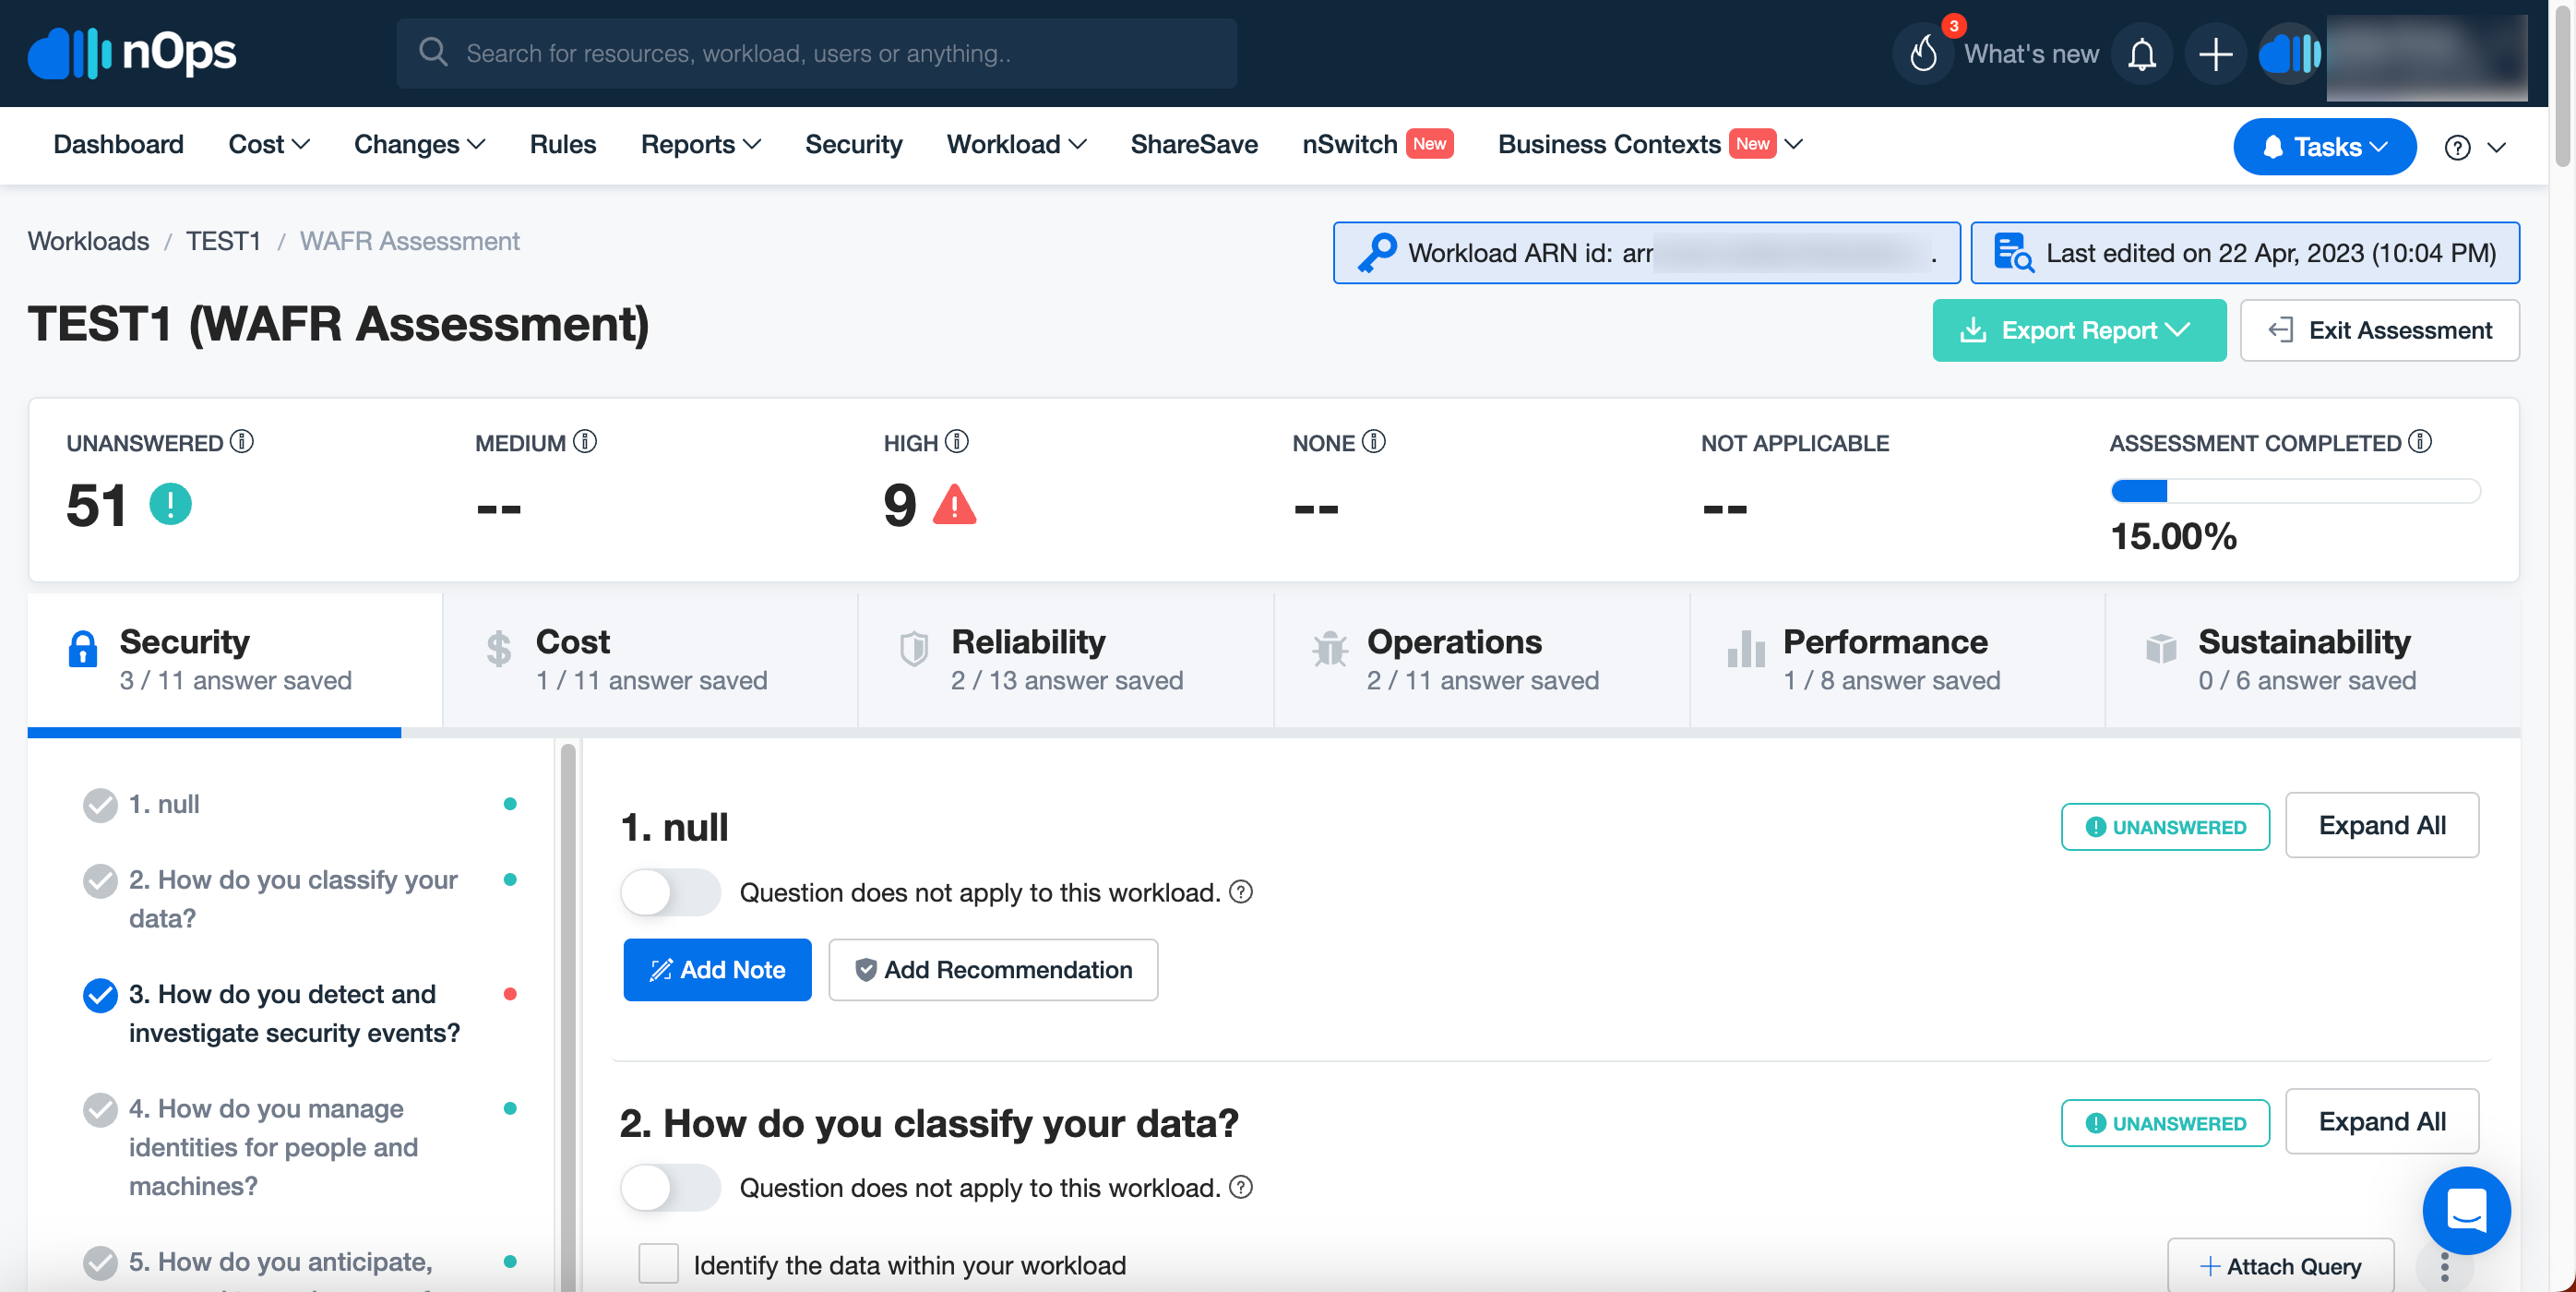 nOps
Search for resources, workload, users or anything..
3
What's new
Dashboard
Cost
Changes
Rules
Reports
Security
Workload
ShareSave
nSwitch New
Business Contexts New
Tasks
Workloads / TEST1 / WAFR Assessment
Workload ARN id: arr .
Last edited on 22 Apr, 2023 (10:04 PM)
TEST1 (WAFR Assessment)
Export Report
Exit Assessment
UNANSWERED
51
MEDIUM
--
HIGH
9
NONE
--
NOT APPLICABLE
--
ASSESSMENT COMPLETED
15.00%
Security
3 / 11 answer saved
Cost
1 / 11 answer saved
Reliability
2 / 13 answer saved
Operations
2 / 11 answer saved
Performance
1 / 8 answer saved
Sustainability
0 / 6 answer saved
1. null
2. How do you classify your
data?
3. How do you detect and
investigate security events?
4. How do you manage
identities for people and
machines?
5. How do you anticipate,
1. null
UNANSWERED
Expand All
Question does not apply to this workload.
Add Note
Add Recommendation
2. How do you classify your data?
UNANSWERED
Expand All
Question does not apply to this workload.
Identify the data within your workload
+ Attach Query